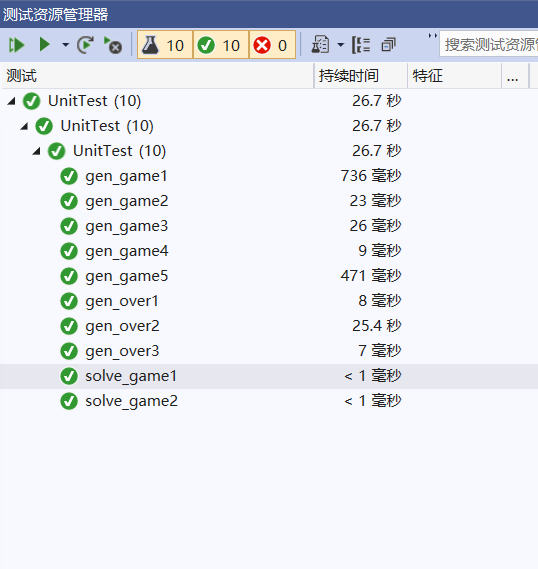 测试资源管理器
10 10 0 搜索测试资源管
测试 持续时间 特征 ...
UnitTest (10) 26.7 秒
UnitTest (10) 26.7 秒
UnitTest (10) 26.7 秒
gen_game1 736 毫秒
gen_game2 23 毫秒
gen_game3 26 毫秒
gen_game4 9 毫秒
gen_game5 471 毫秒
gen_over1 8 毫秒
gen_over2 25.4 秒
gen_over3 7 毫秒
solve_game1 < 1 毫秒
solve_game2 < 1 毫秒